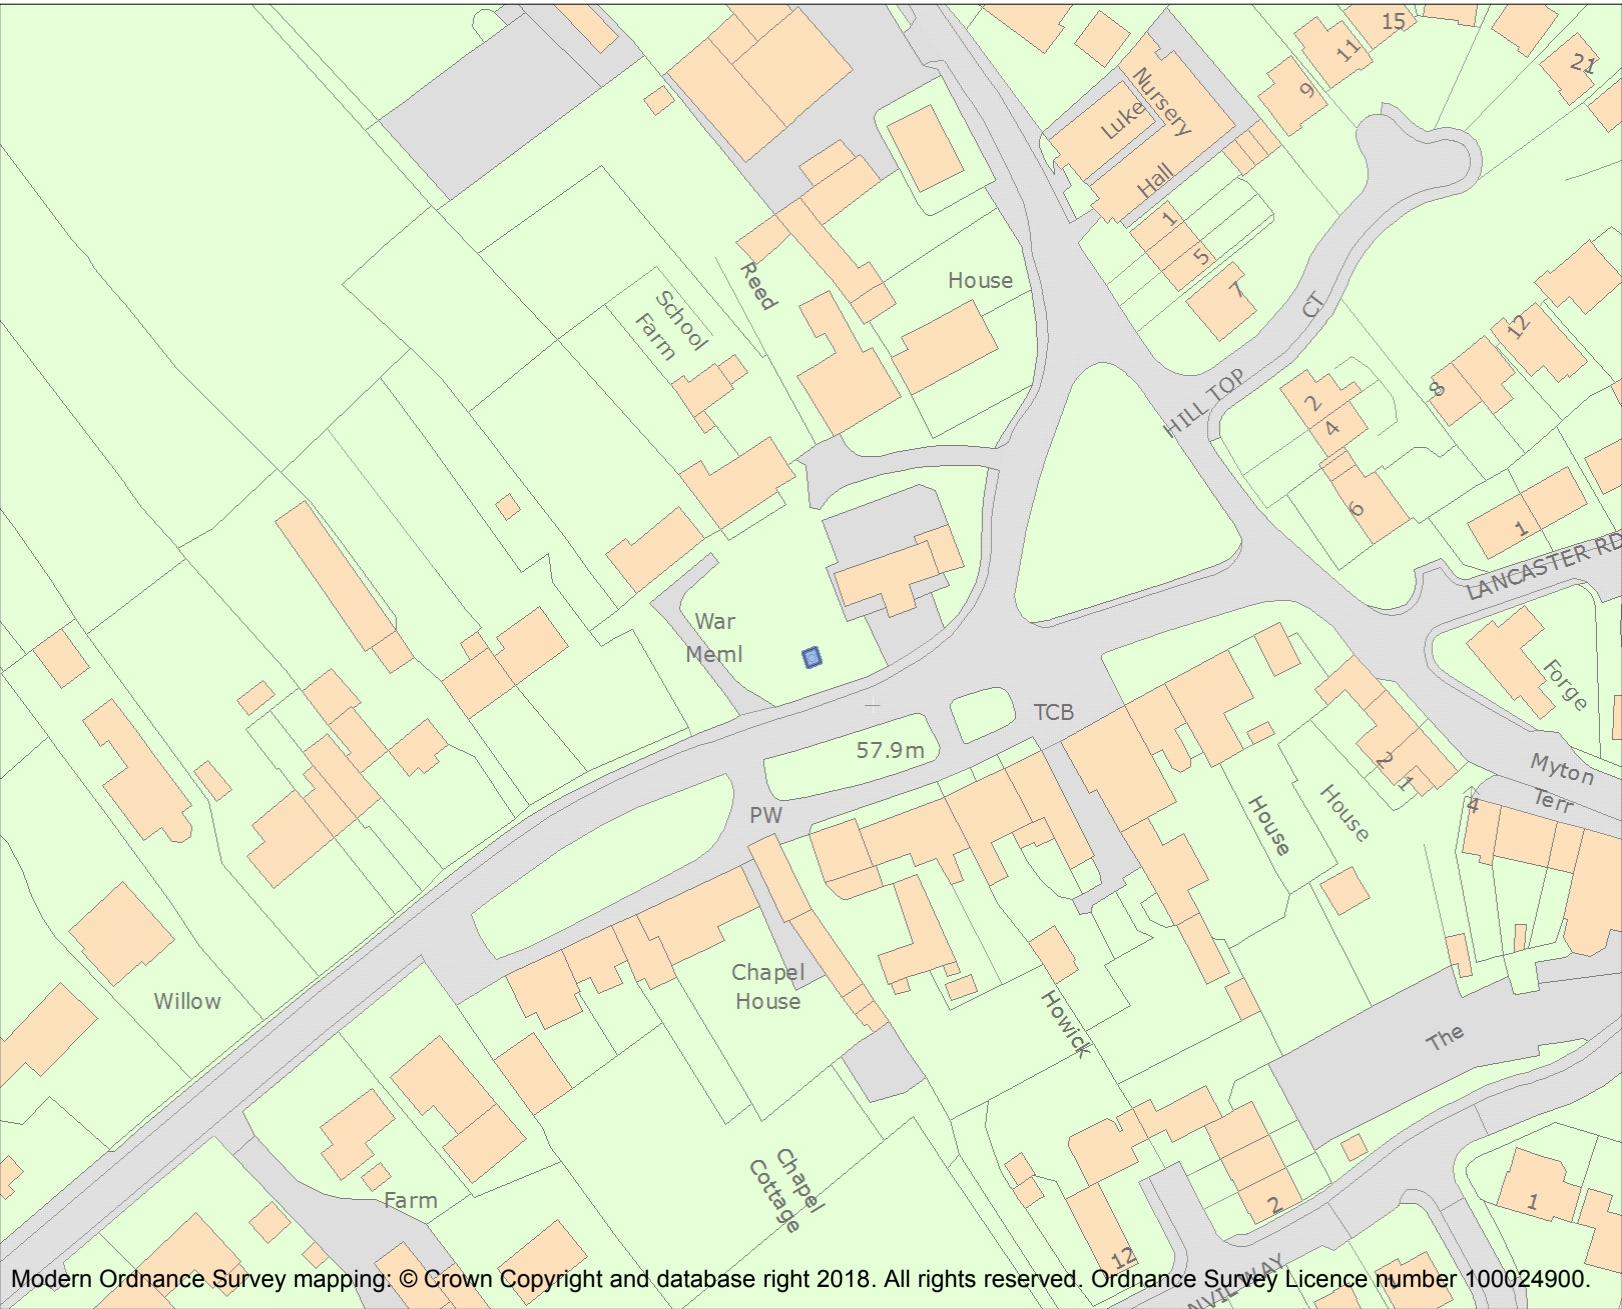 15
11
21
9
Nursery
Luke
Hall
1
5
7
House
Reed
School
Farm
CT
HILL TOP
12
8
2
4
6
1
LANCASTER RD
War
Meml
Forge
TCB
57.9m
PW
2
1
Myton
Terr
4
House
House
Chapel
House
Willow
Howick
The
Chapel
Cottage
Farm
2
1
12
NVIL WAY
Modern Ordnance Survey mapping: © Crown Copyright and database right 2018. All rights reserved. Ordnance Survey Licence number 100024900.